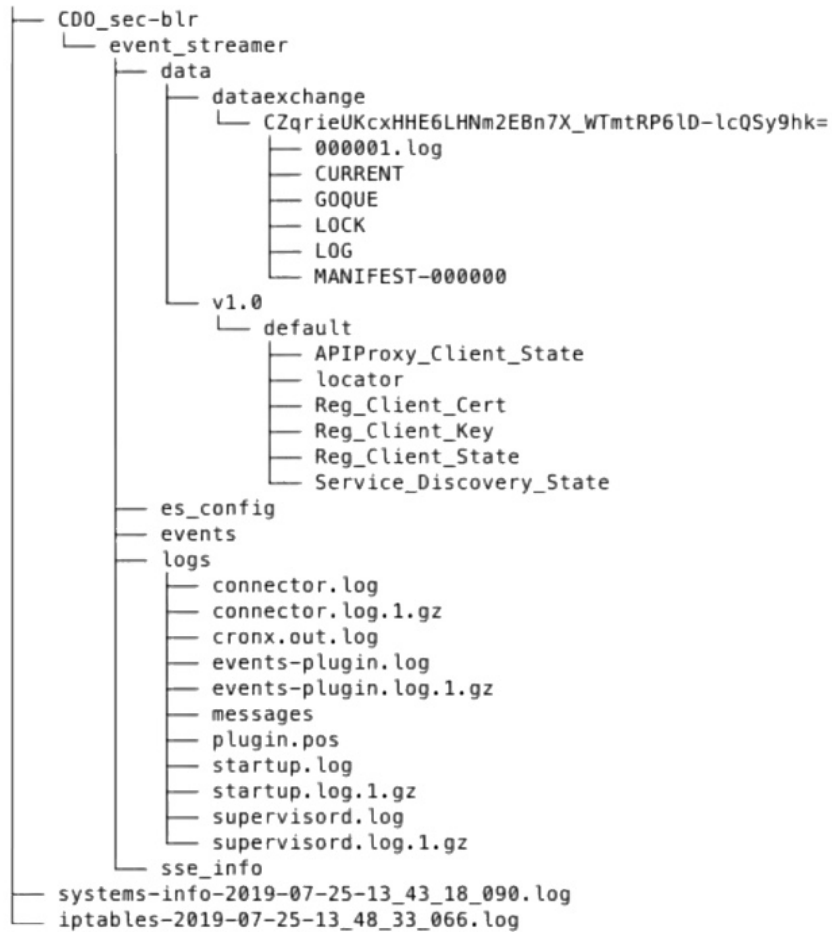 CDO_sec-blr
event_streamer
data
dataexchange
CZqrieUKcxHHE6LHNm2EBn7X_WTmtRP6lD-lcQSy9hk=
000001.log
CURRENT
GOQUE
LOCK
LOG
MANIFEST-000000
v1.0
default
APIProxy_Client_State
locator
Reg_Client_Cert
Reg_Client_Key
Reg_Client_State
Service_Discovery_State
es_config
events
logs
connector.log
connector.log.1.gz
cronx.out.log
events-plugin.log
events-plugin.log.1.gz
messages
plugin.pos
startup.log
startup.log.1.gz
supervisord.log
supervisord.log.1.gz
sse_info
systems-info-2019-07-25-13_43_18_090.log
iptables-2019-07-25-13_48_33_066.log